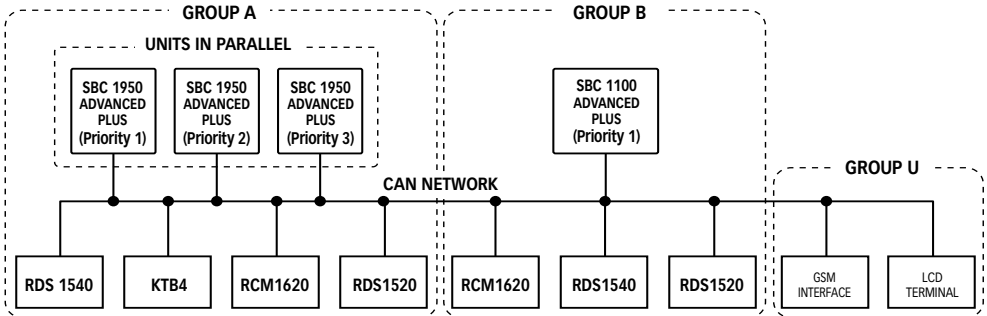 GROUP A
GROUP B
UNITS IN PARALLEL
SBC 1950
ADVANCED
PLUS
(Priority 1)
SBC 1950
ADVANCED
PLUS
(Priority 2)
SBC 1950
ADVANCED
PLUS
(Priority 3)
SBC 1100
ADVANCED
PLUS
(Priority 1)
GROUP U
CAN NETWORK
RDS 1540
KTB4
RCM1620
RDS1520
RCM1620
RDS1540
RDS1520
GSM
INTERFACE
LCD
TERMINAL